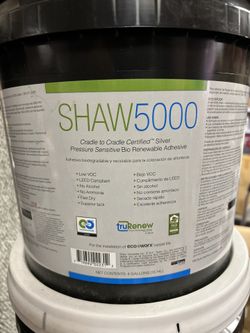 SHAW5000
Cradle to Cradle Certified™ Silver
Pressure Sensitive Bio Renewable Adhesive
• Low VOC
• LEED Compliant
• No Alcohol
• No Ammonia
• Fast Dry
• Superior tack
• Bajo VOC
• Cumplimiento de LEED
• Sin alcohol
• No contiene amoníaco
• Secado rápido
• Excelente adherencia
truRenew
For the installation of ecoworx carpet tile
NET CONTENTS: 4 GALLONS